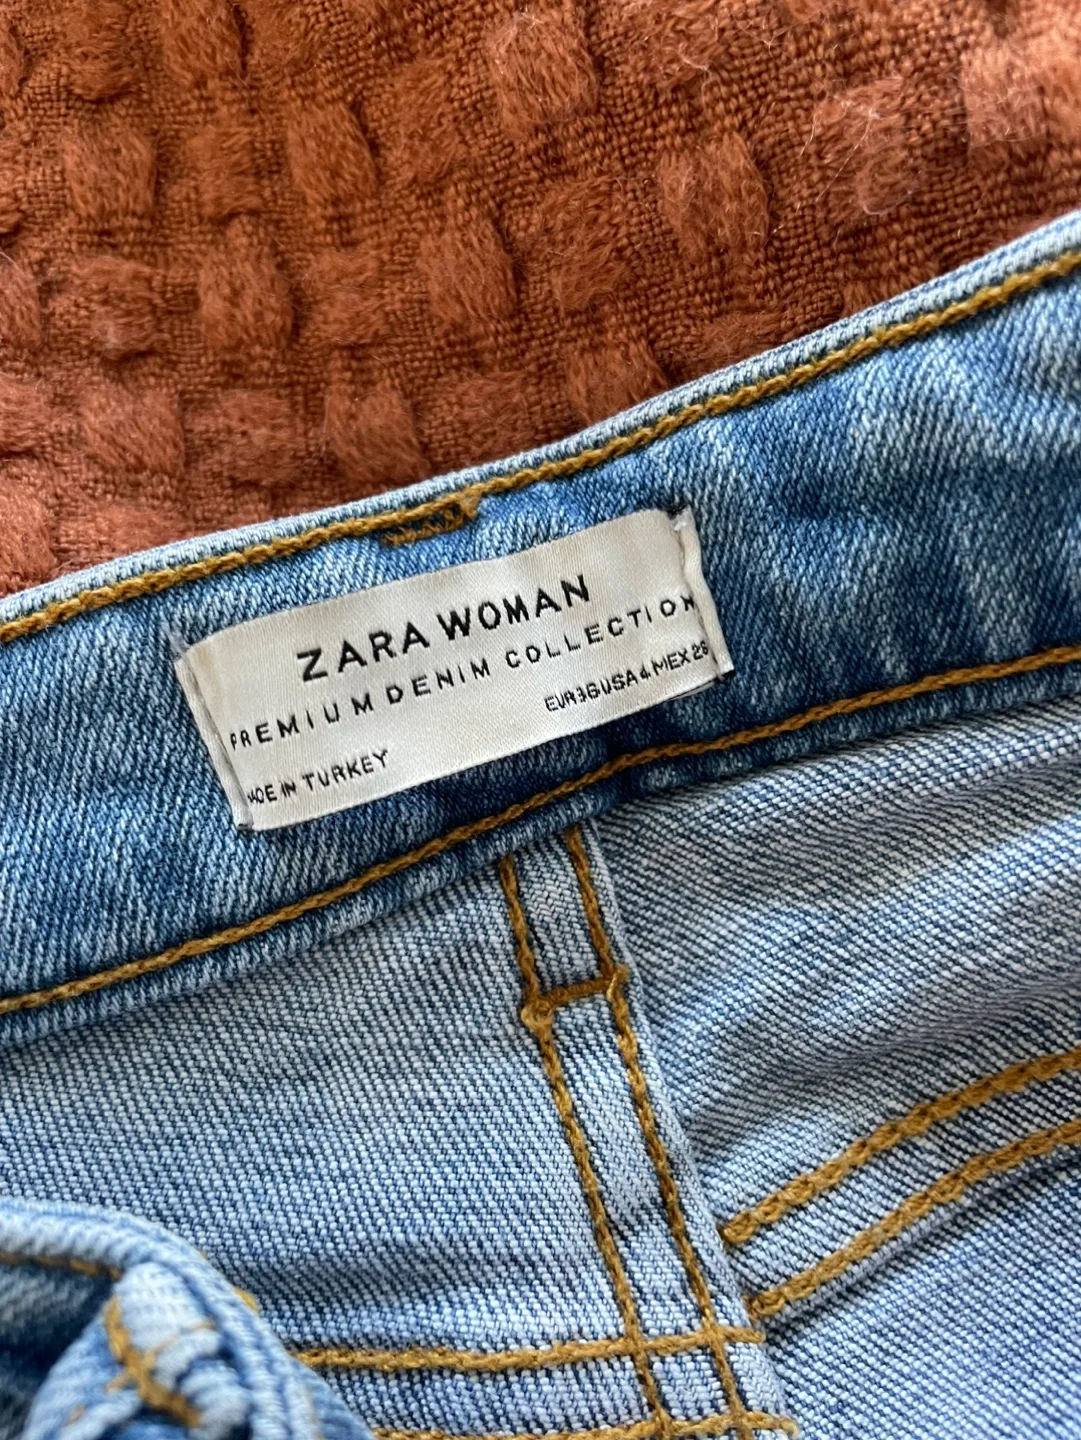 ZARA WOMAN
PREMIUM DENIM COLLECTION
EUR 36 USA 4 MEX 26
MADE IN TURKEY